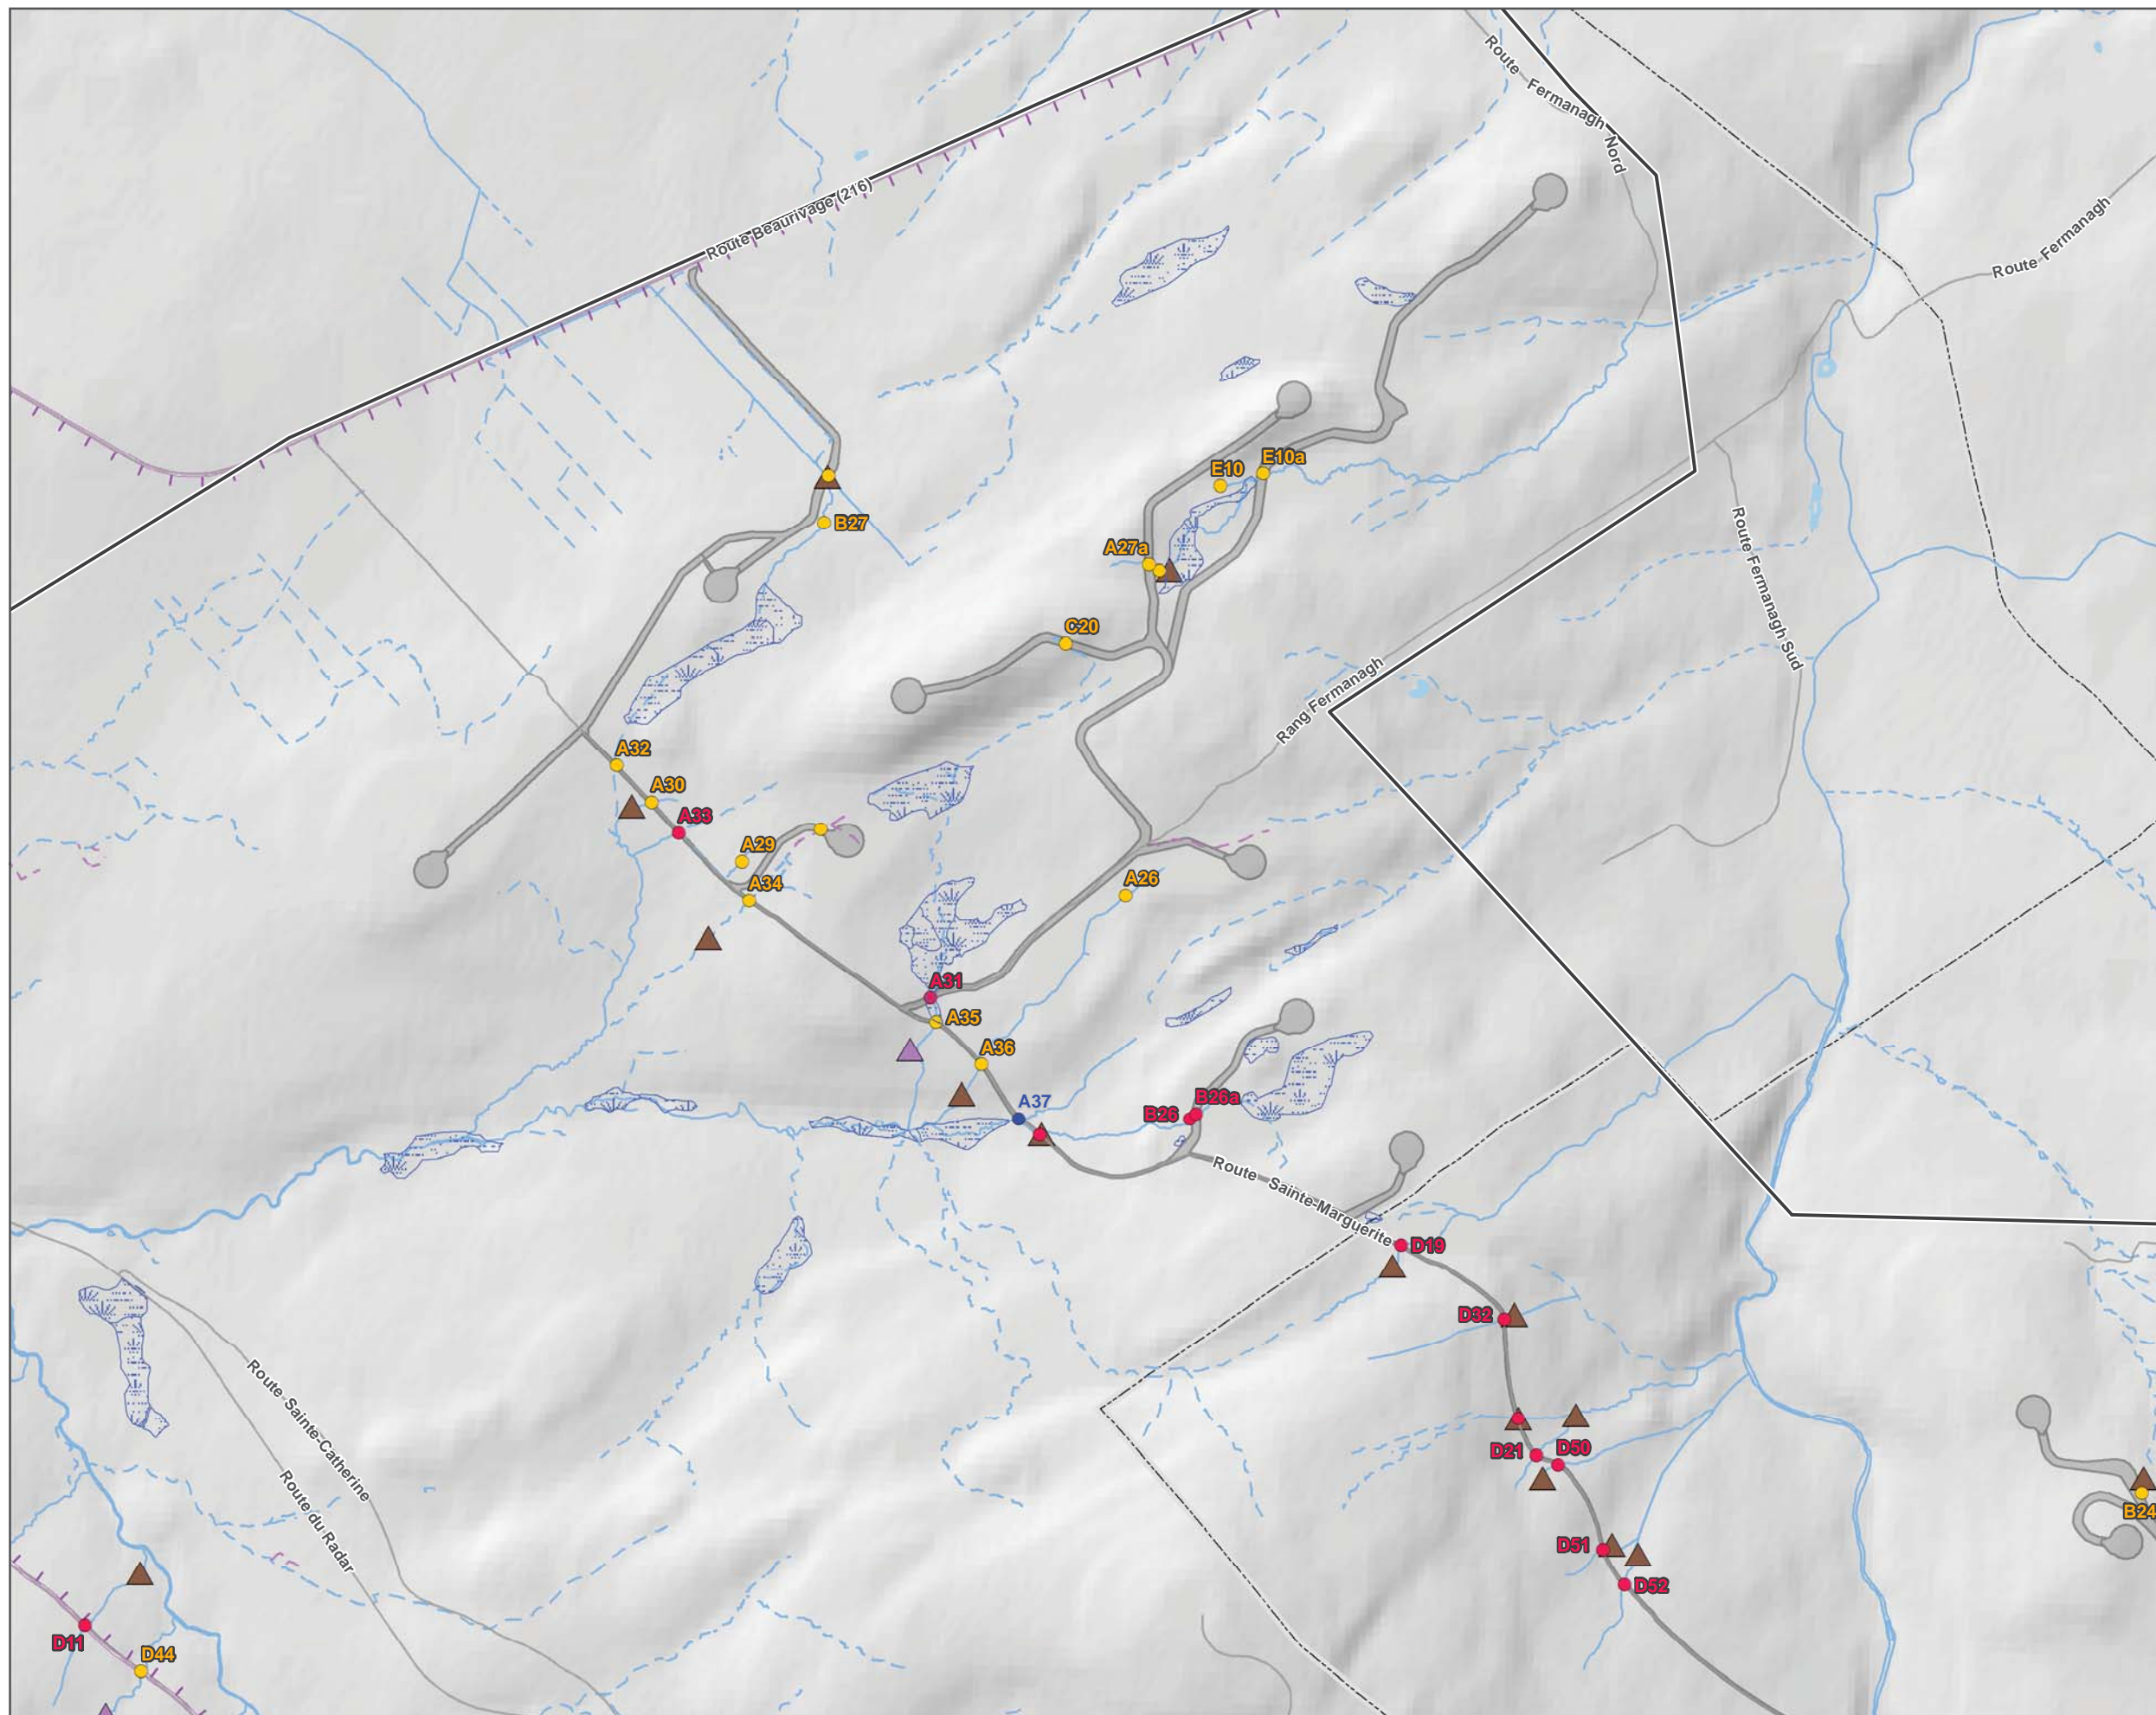 Route Fermanagh Nord
Route Beaurivage (216)
Route Fermanagh
E10a
E10
B27
A27a
Route Fermanagh Sud
C20
Rang Fermanagh
A32
A30
A33
A29
A34
A26
A31
A35
A36
A37
B26a
B26
Route Sainte-Marguerite
D19
D32
Route Sainte-Catherine
D21
D50
Route du Radar
B24
D51
D52
D11
D44